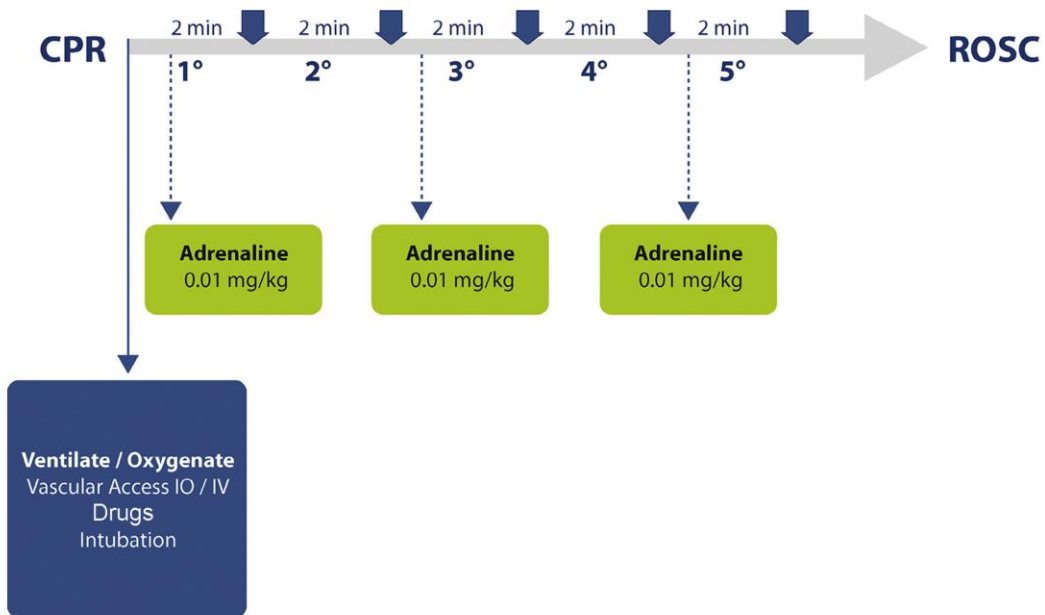 2 min 2 min 2 min 2 min 2 min
CPR ROSC
1° 2° 3° 4° 5°
Adrenaline
0.01 mg/kg
Adrenaline
0.01 mg/kg
Adrenaline
0.01 mg/kg
Ventilate / Oxygenate
Vascular Access IO / IV
Drugs
Intubation